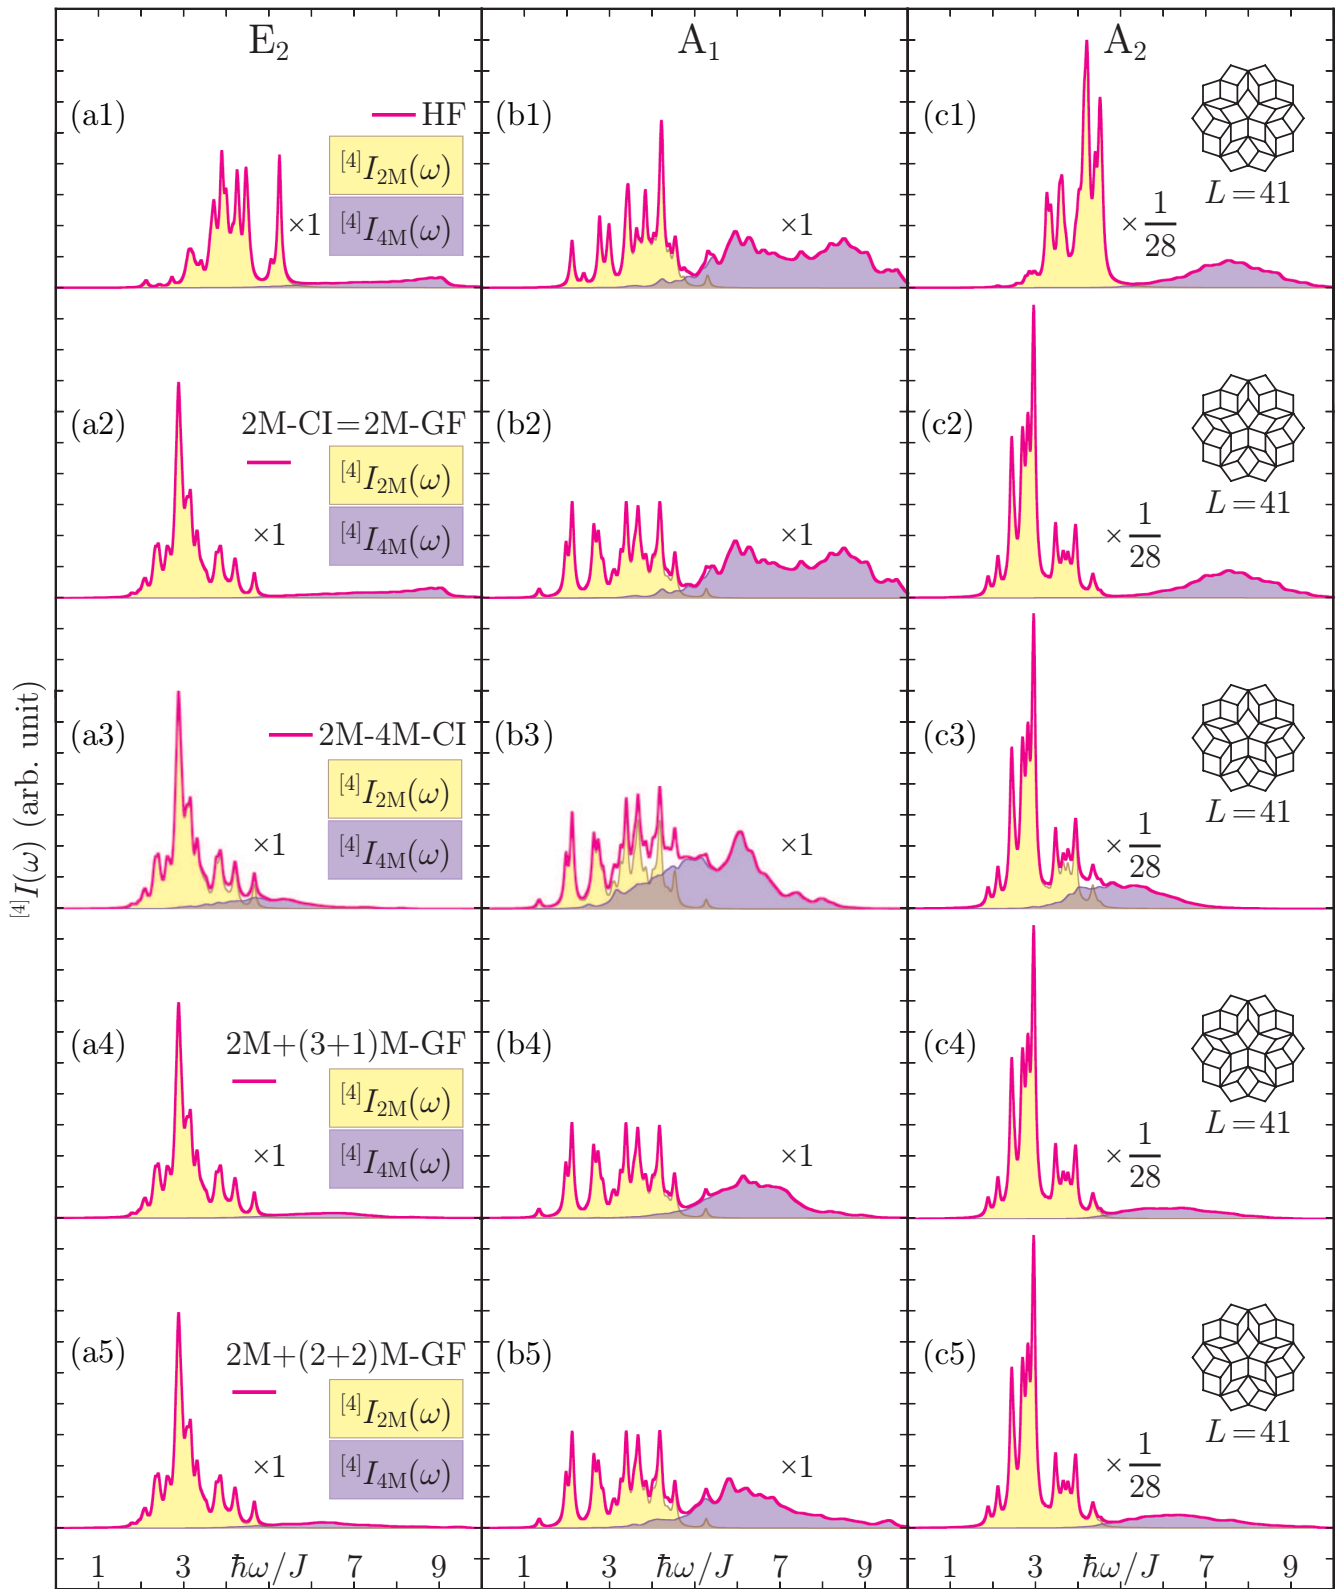 E₂ A₁ A₂
(a1) HF
[4]I₂M(ω)
[4]I₄M(ω)
×1
(b1) ×1
(c1) × 1/28
L=41
(a2) 2M-CI=2M-GF
[4]I₂M(ω)
[4]I₄M(ω)
×1
(b2) ×1
(c2) × 1/28
L=41
[4]I(ω) (arb. unit)
(a3) 2M-4M-CI
[4]I₂M(ω)
[4]I₄M(ω)
×1
(b3) ×1
(c3) × 1/28
L=41
(a4) 2M+(3+1)M-GF
[4]I₂M(ω)
[4]I₄M(ω)
×1
(b4) ×1
(c4) × 1/28
L=41
(a5) 2M+(2+2)M-GF
[4]I₂M(ω)
[4]I₄M(ω)
×1
(b5) ×1
(c5) × 1/28
L=41
1 3 ħω/J 7 9 1 3 ħω/J 7 9 1 3 ħω/J 7 9